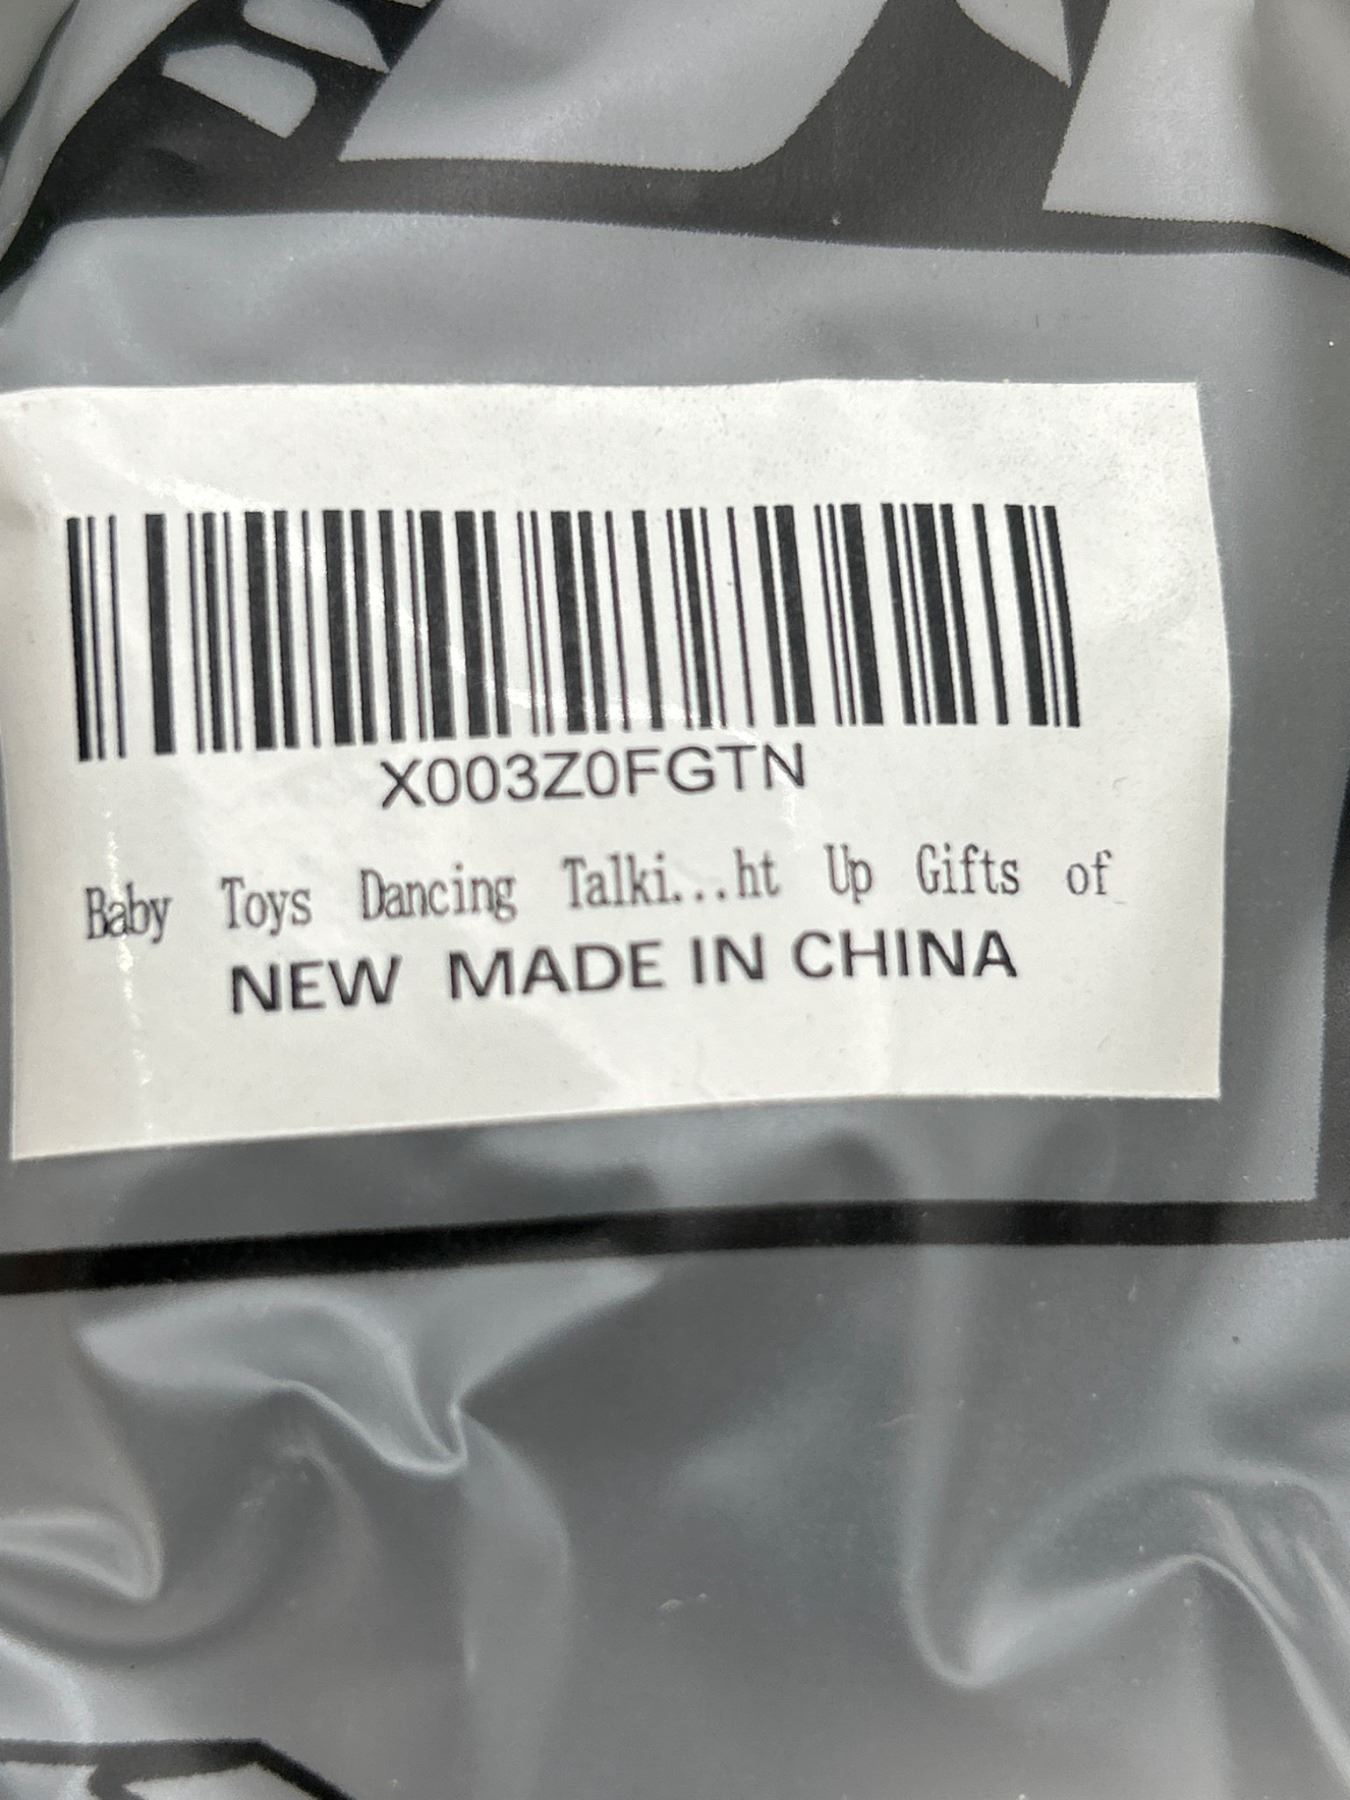 X003Z0FGTN
Baby Toys Dancing Talki...ht Up Gifts of
NEW MADE IN CHINA